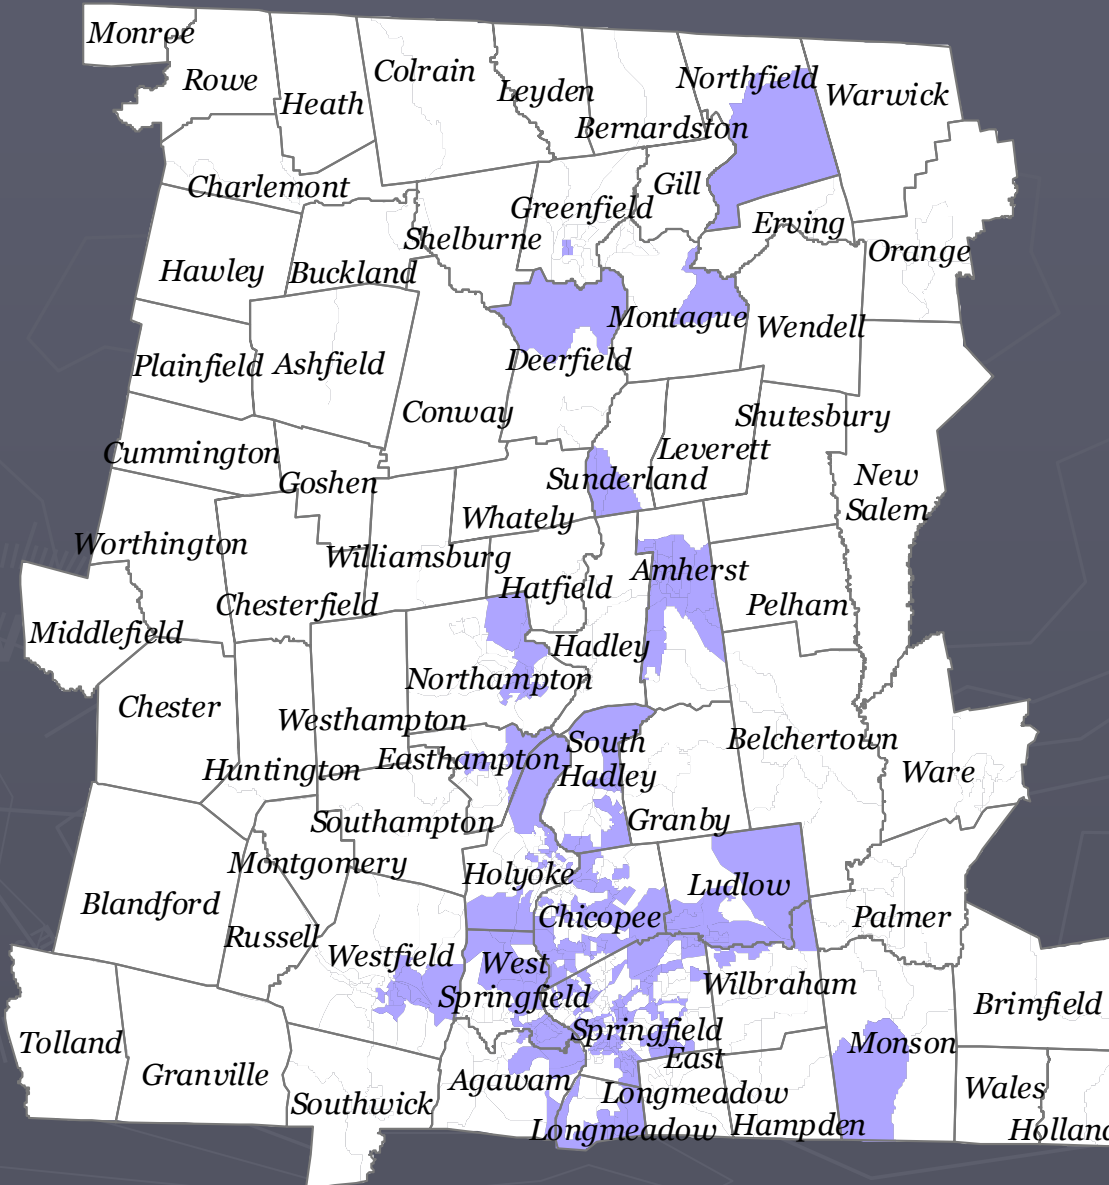 Monroe
Rowe
Heath
Colrain
Leyden
Northfield
Warwick
Bernardston
Charlemont
Gill
Greenfield
Erving
Shelburne
Orange
Hawley
Buckland
Montague
Wendell
Plainfield
Ashfield
Deerfield
Conway
Shutesbury
Cummington
Leverett
Goshen
Sunderland
New
Salem
Whately
Worthington
Williamsburg
Amherst
Hatfield
Chesterfield
Pelham
Middlefield
Hadley
Northampton
Chester
Westhampton
South
Hadley
Belchertown
Easthampton
Huntington
Ware
Southampton
Granby
Montgomery
Holyoke
Ludlow
Blandford
Chicopee
Palmer
Russell
Westfield
West
Springfield
Wilbraham
Brimfield
Springfield
Tolland
Monson
East
Longmeadow
Granville
Agawam
Wales
Southwick
Longmeadow
Hampden
Holland